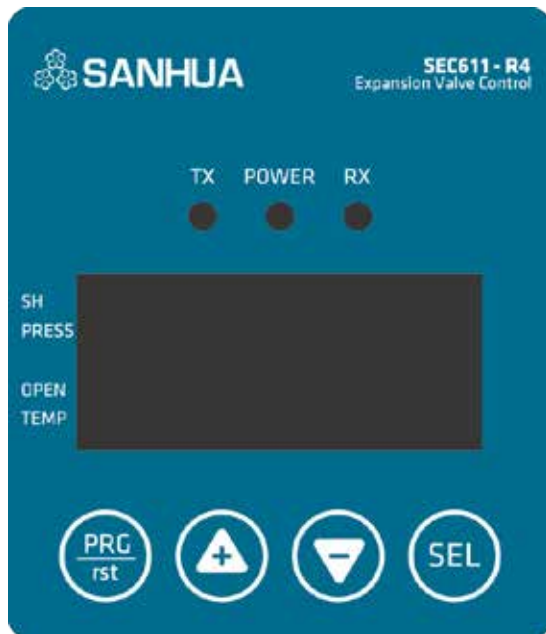 SANHUA
SEC611 - R4
Expansion Valve Control
TX POWER RX
SH
PRESS
OPEN
TEMP
PRG
rst
+
-
SEL